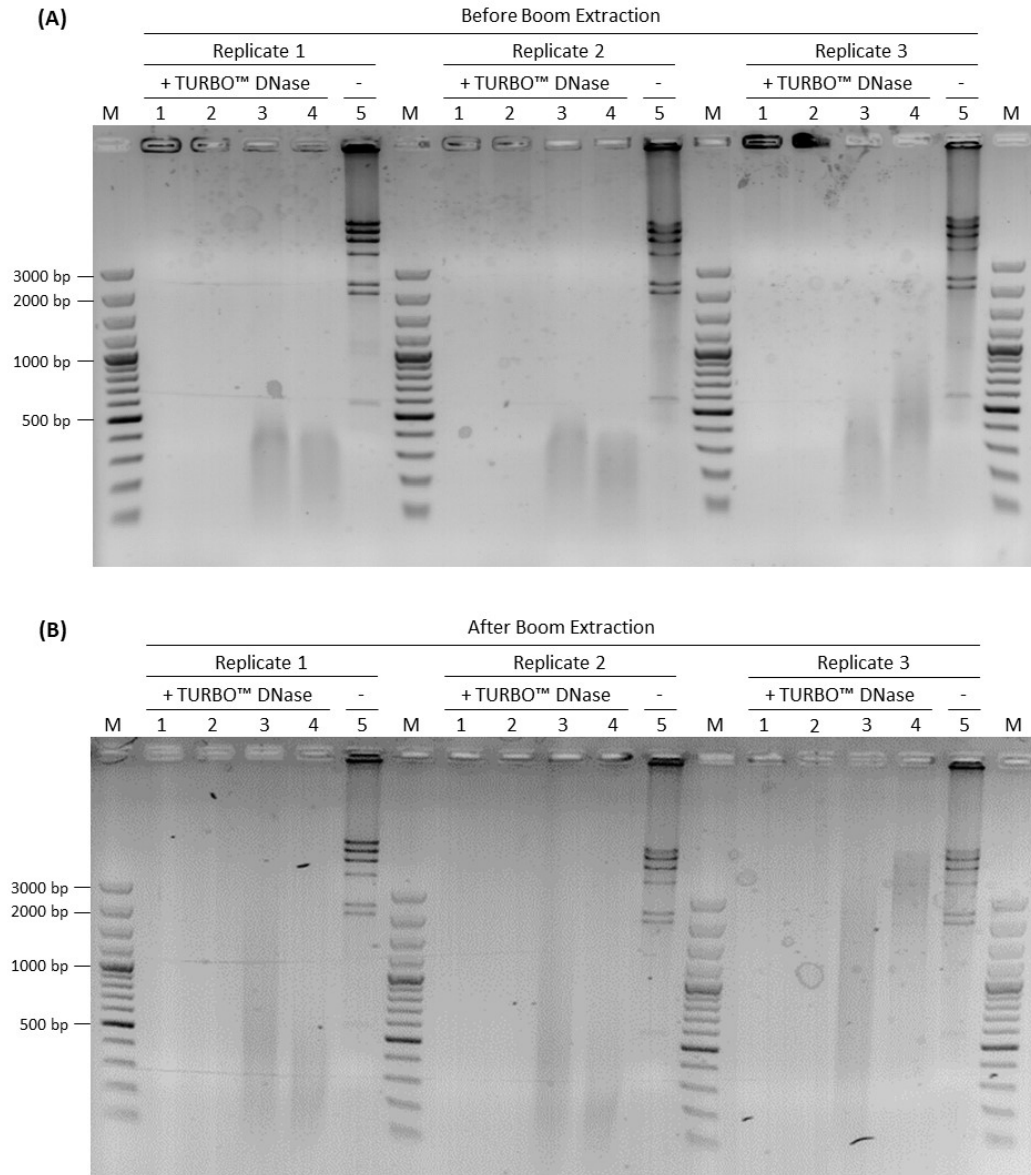 (A)
Before Boom Extraction
Replicate 1 Replicate 2 Replicate 3
+ TURBO™ DNase - + TURBO™ DNase - + TURBO™ DNase -
M 1 2 3 4 5 M 1 2 3 4 5 M 1 2 3 4 5 M
3000 bp
2000 bp
1000 bp
500 bp
(B)
After Boom Extraction
Replicate 1 Replicate 2 Replicate 3
+ TURBO™ DNase - + TURBO™ DNase - + TURBO™ DNase -
M 1 2 3 4 5 M 1 2 3 4 5 M 1 2 3 4 5 M
3000 bp
2000 bp
1000 bp
500 bp